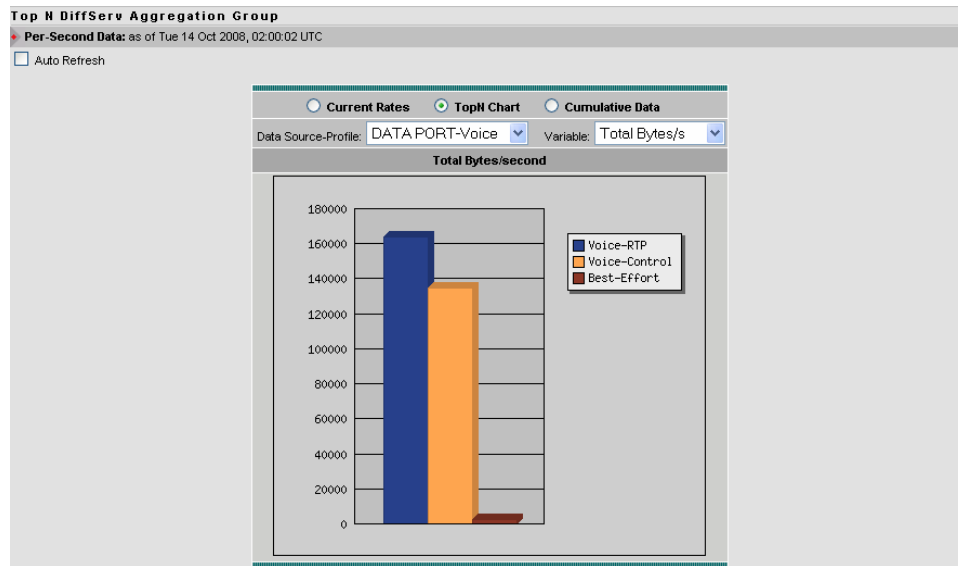 Top N DiffServ Aggregation Group
Per-Second Data: as of Tue 14 Oct 2008, 02:00:02 UTC
Auto Refresh
Current Rates TopN Chart Cumulative Data
Data Source-Profile: DATA PORT-Voice Variable: Total Bytes/s
Total Bytes/second
180000
160000
140000
120000
100000
80000
60000
40000
20000
0
Voice-RTP
Voice-Control
Best-Effort